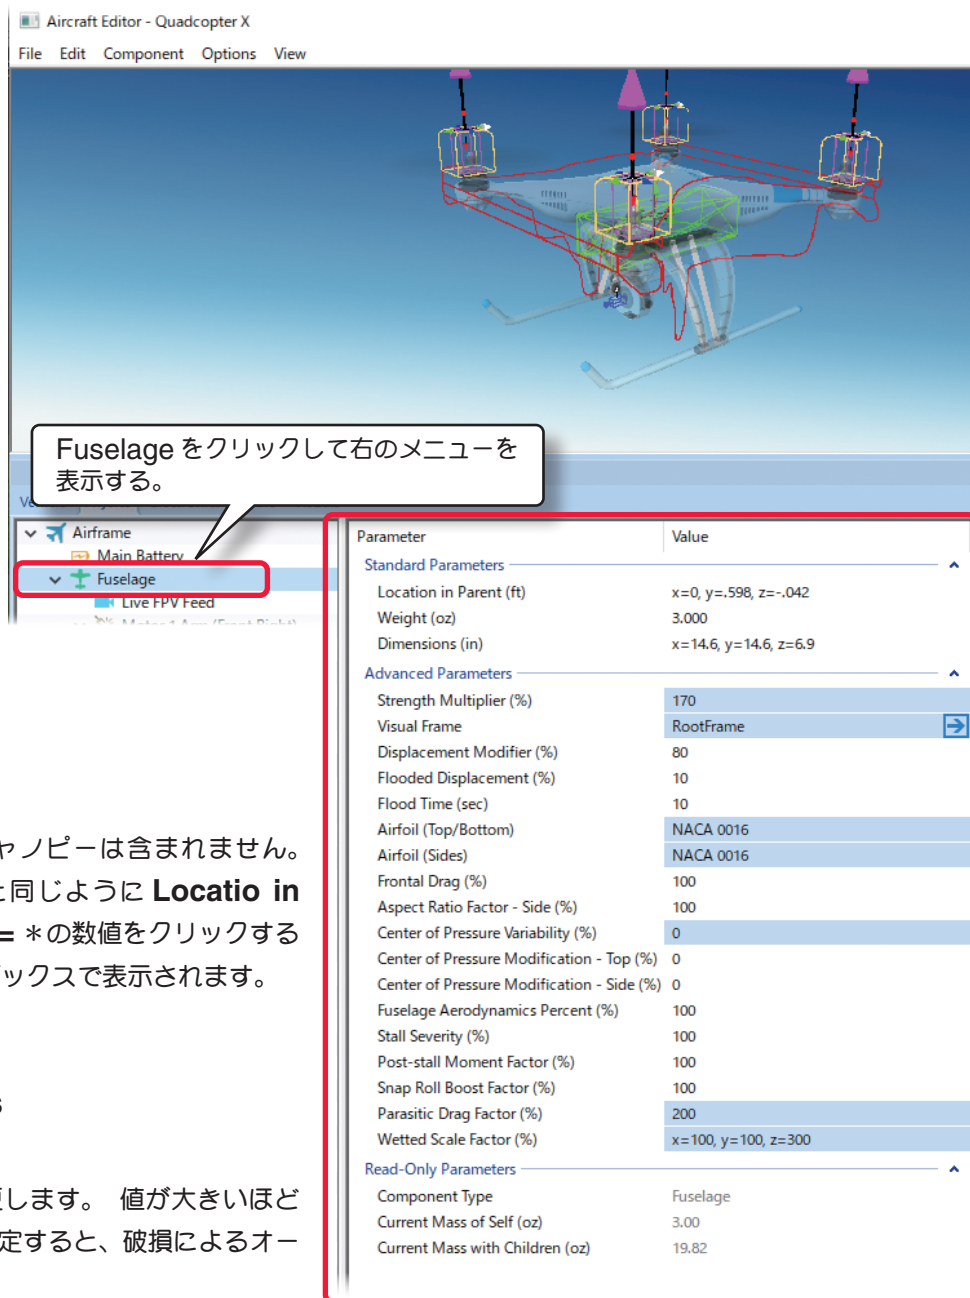 Aircraft Editor - Quadcopter X
File Edit Component Options View
Fuselage をクリックして右のメニューを
表示する。
Airframe
Main Battery
Fuselage
Live FPV Feed
Motor 1 Arm (Front Right)
Parameter Value
Standard Parameters
Location in Parent (ft) x=0, y=.598, z=-.042
Weight (oz) 3.000
Dimensions (in) x=14.6, y=14.6, z=6.9
Advanced Parameters
Strength Multiplier (%) 170
Visual Frame RootFrame
Displacement Modifier (%) 80
Flooded Displacement (%) 10
Flood Time (sec) 10
Airfoil (Top/Bottom) NACA 0016
Airfoil (Sides) NACA 0016
Frontal Drag (%) 100
Aspect Ratio Factor - Side (%) 100
Center of Pressure Variability (%) 0
Center of Pressure Modification - Top (%) 0
Center of Pressure Modification - Side (%) 0
Fuselage Aerodynamics Percent (%) 100
Stall Severity (%) 100
Post-stall Moment Factor (%) 100
Snap Roll Boost Factor (%) 100
Parasitic Drag Factor (%) 200
Wetted Scale Factor (%) x=100, y=100, z=300
Read-Only Parameters
Component Type Fuselage
Current Mass of Self (oz) 3.00
Current Mass with Children (oz) 19.82
ャノピーは含まれません。
と同じように Locatio in
= ＊の数値をクリックする
ボックスで表示されます。
s
更します。 値が大きいほど
定すると、破損によるオー